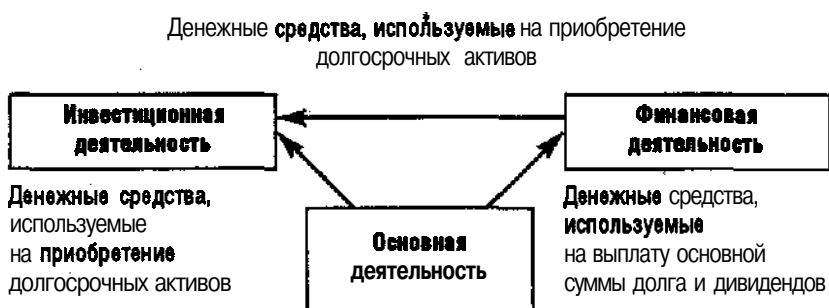 Денежные средства, используемые на приобретение
долгосрочных активов
Инвестиционная
деятельность
Финансовая
деятельность
Денежные средства,
используемые
на приобретение
долгосрочных активов
Основная
деятельность
Денежные средства,
используемые
на выплату основной
суммы долга и дивидендов